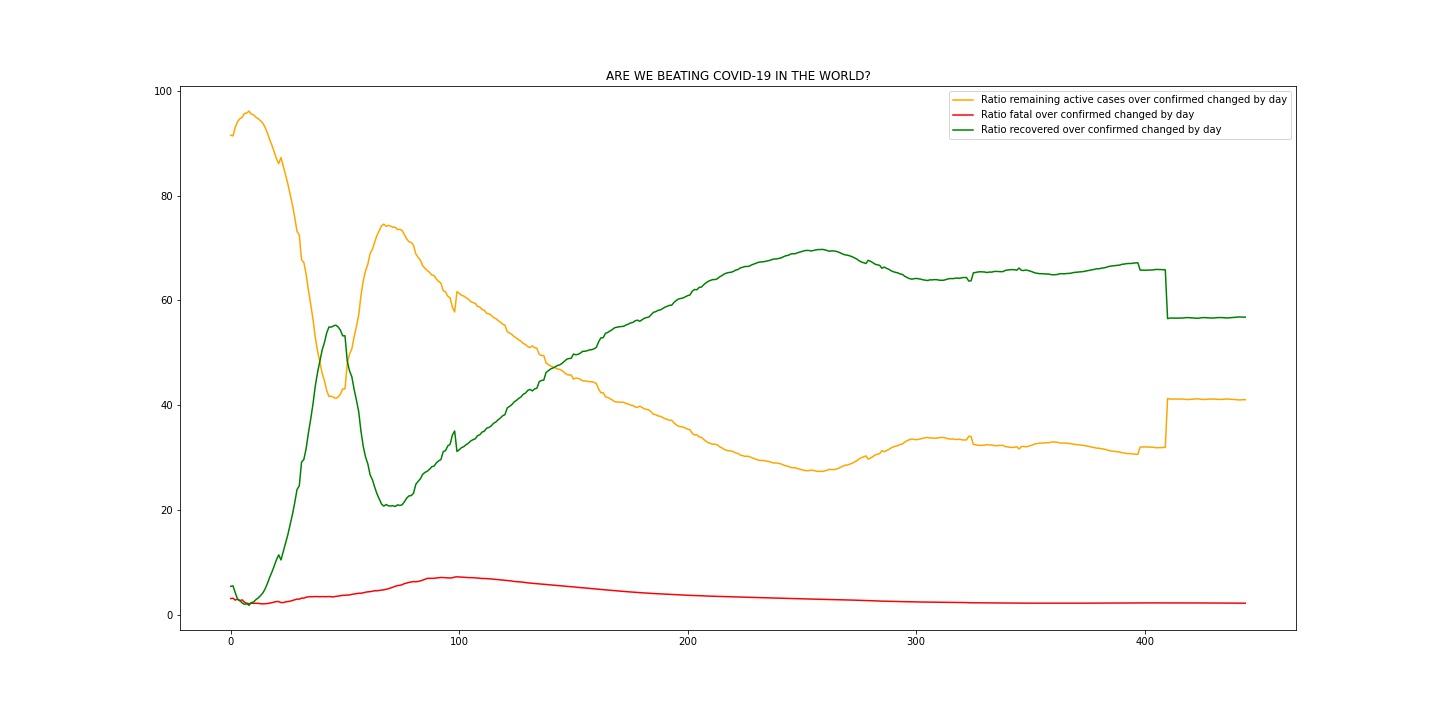 ARE WE BEATING COVID-19 IN THE WORLD?
100
80
60
40
20
0
Ratio remaining active cases over confirmed changed by day
Ratio fatal over confirmed changed by day
Ratio recovered over confirmed changed by day
0 100 200 300 400